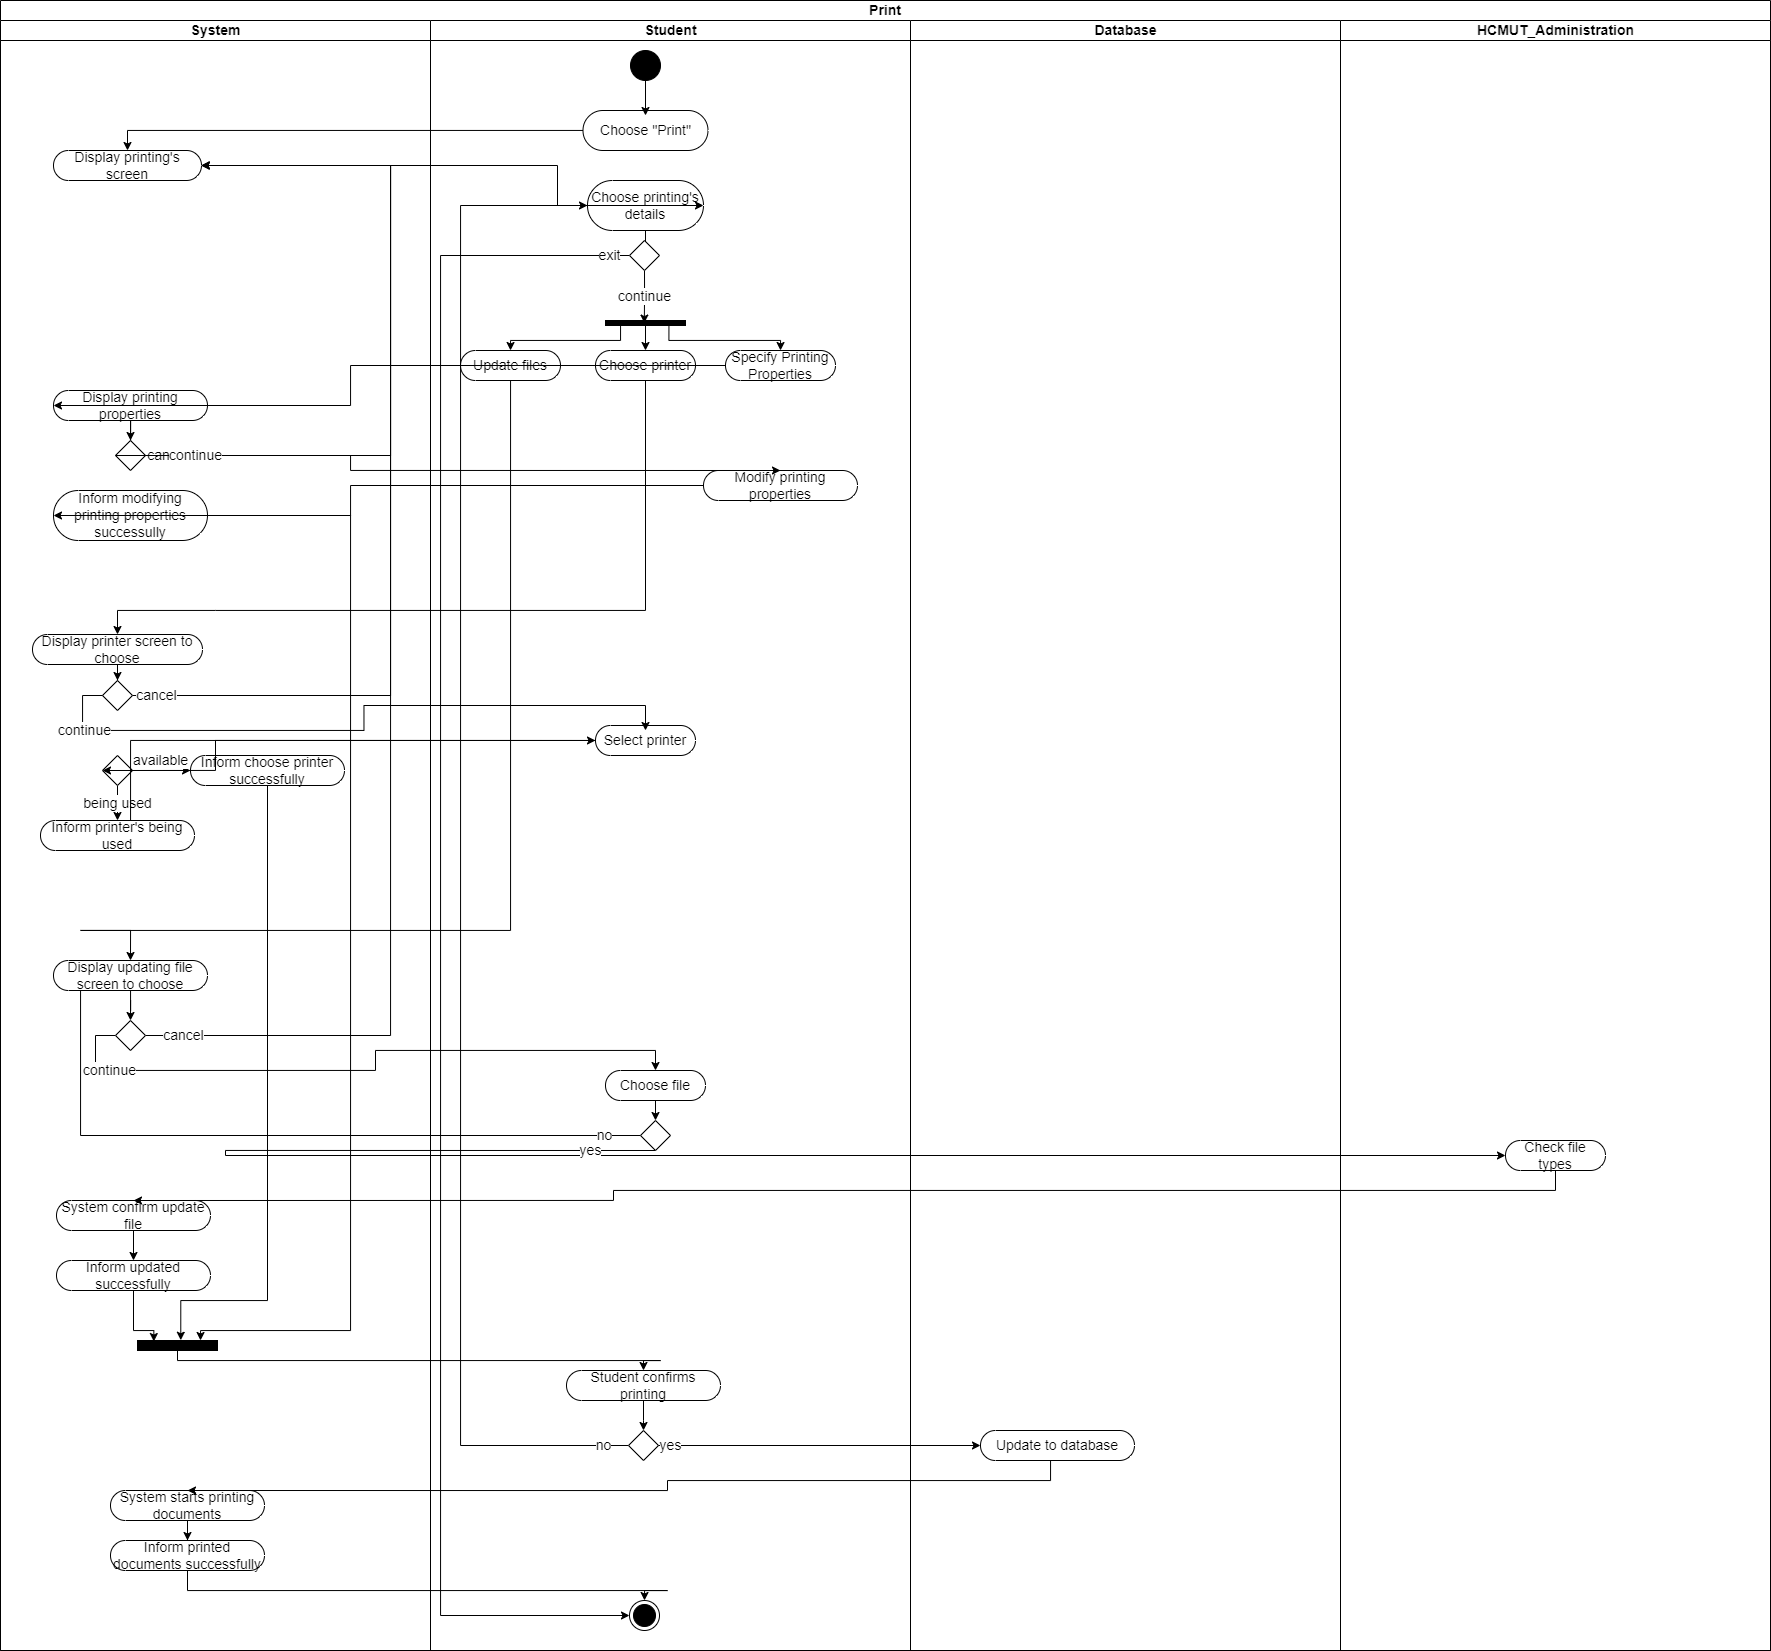 Print
System
Student
Database
HCMUT_Administration
Choose "Print"
Display printing's
screen
Choose printing's
details
exit
continue
Update files
Choose printer
Specify Printing
Properties
Display printing
properties
continue
Modify printing
properties
Inform modifying
printing properties
successully
Display printer screen to
choose
cancel
continue
Select printer
available
Inform choose printer
successfully
being used
Inform printer's being
used
Display updating file
screen to choose
cancel
continue
Choose file
no
yes
Check file
types
System confirm update
file
Inform updated
successfully
Student confirms
printing
no
yes
Update to database
System starts printing
documents
Inform printed
documents successfully